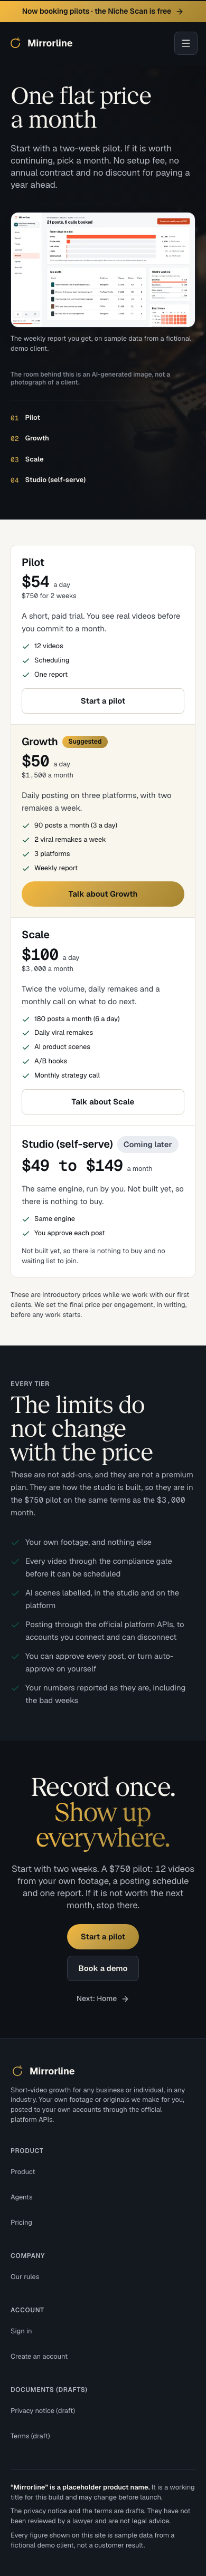 Now booking pilots · the Niche Scan is free →
Mirrorline
One flat price
a month
Start with a two-week pilot. If it is worth
continuing, pick a month. No setup fee, no
annual contract and no discount for paying a
year ahead.
21 posts, 8 calls booked
The weekly report you get, on sample data from a fictional
demo client.
The room behind this is an AI-generated image, not a
photograph of a client.
01 Pilot
02 Growth
03 Scale
04 Studio (self-serve)
Pilot
$54 a day
$750 for 2 weeks
A short, paid trial. You see real videos before
you commit to a month.
12 videos
Scheduling
One report
Start a pilot
Growth Suggested
$50 a day
$1,500 a month
Daily posting on three platforms, with two
remakes a week.
90 posts a month (3 a day)
2 viral remakes a week
3 platforms
Weekly report
Talk about Growth
Scale
$100 a day
$3,000 a month
Twice the volume, daily remakes and a
monthly call on what to do next.
180 posts a month (6 a day)
Daily viral remakes
AI product scenes
A/B hooks
Monthly strategy call
Talk about Scale
Studio (self-serve) Coming later
$49 to $149 a month
The same engine, run by you. Not built yet, so
there is nothing to buy.
Same engine
You approve each post
Not built yet, so there is nothing to buy and no
waiting list to join.
These are introductory prices while we work with our first
clients. We set the final price per engagement, in writing,
before any work starts.
EVERY TIER
The limits do
not change
with the price
These are not add-ons, and they are not a premium
plan. They are how the studio is built, so they are in
the $750 pilot on the same terms as the $3,000
month.
Your own footage, and nothing else
Every video through the compliance gate
before it can be scheduled
AI scenes labelled, in the studio and on the
platform
Posting through the official platform APIs, to
accounts you connect and can disconnect
You can approve every post, or turn auto-
approve on yourself
Your numbers reported as they are, including
the bad weeks
Record once.
Show up
everywhere.
Start with two weeks. A $750 pilot: 12 videos
from your own footage, a posting schedule
and one report. If it is not worth the next
month, stop there.
Start a pilot
Book a demo
Next: Home →
Mirrorline
Short-video growth for any business or individual, in any
industry. Your own footage or originals we make for you,
posted to your own accounts through the official
platform APIs.
PRODUCT
Product
Agents
Pricing
COMPANY
Our rules
ACCOUNT
Sign in
Create an account
DOCUMENTS (DRAFTS)
Privacy notice (draft)
Terms (draft)
"Mirrorline" is a placeholder product name. It is a working
title for this build and may change before launch.
The privacy notice and the terms are drafts. They have not
been reviewed by a lawyer and are not legal advice.
Every figure shown on this site is sample data from a
fictional demo client, not a customer result.